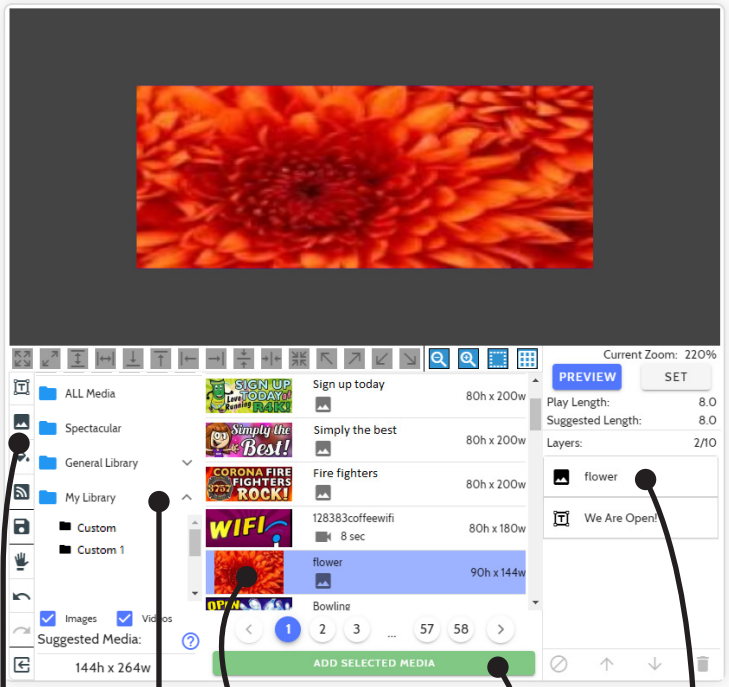 Current Zoom: 220%
PREVIEW
SET
Play Length: 8.0
Suggested Length: 8.0
Layers: 2/10
flower
We Are Open!
ALL Media
Spectacular
General Library
My Library
Custom
Custom 1
Images
Videos
Suggested Media:
144h x 264w
SIGN UP
TODAY
Love
Running
R4K!
Sign up today
80h x 200w
Simply the
Best!
Simply the best
80h x 200w
CORONA FIRE
FIGHTERS
3757
ROCK!
Fire fighters
80h x 200w
WIFI
128383coffeewifi
8 sec
80h x 180w
flower
90h x 144w
OPEN
Bowling
1
2
3
...
57
58
ADD SELECTED MEDIA